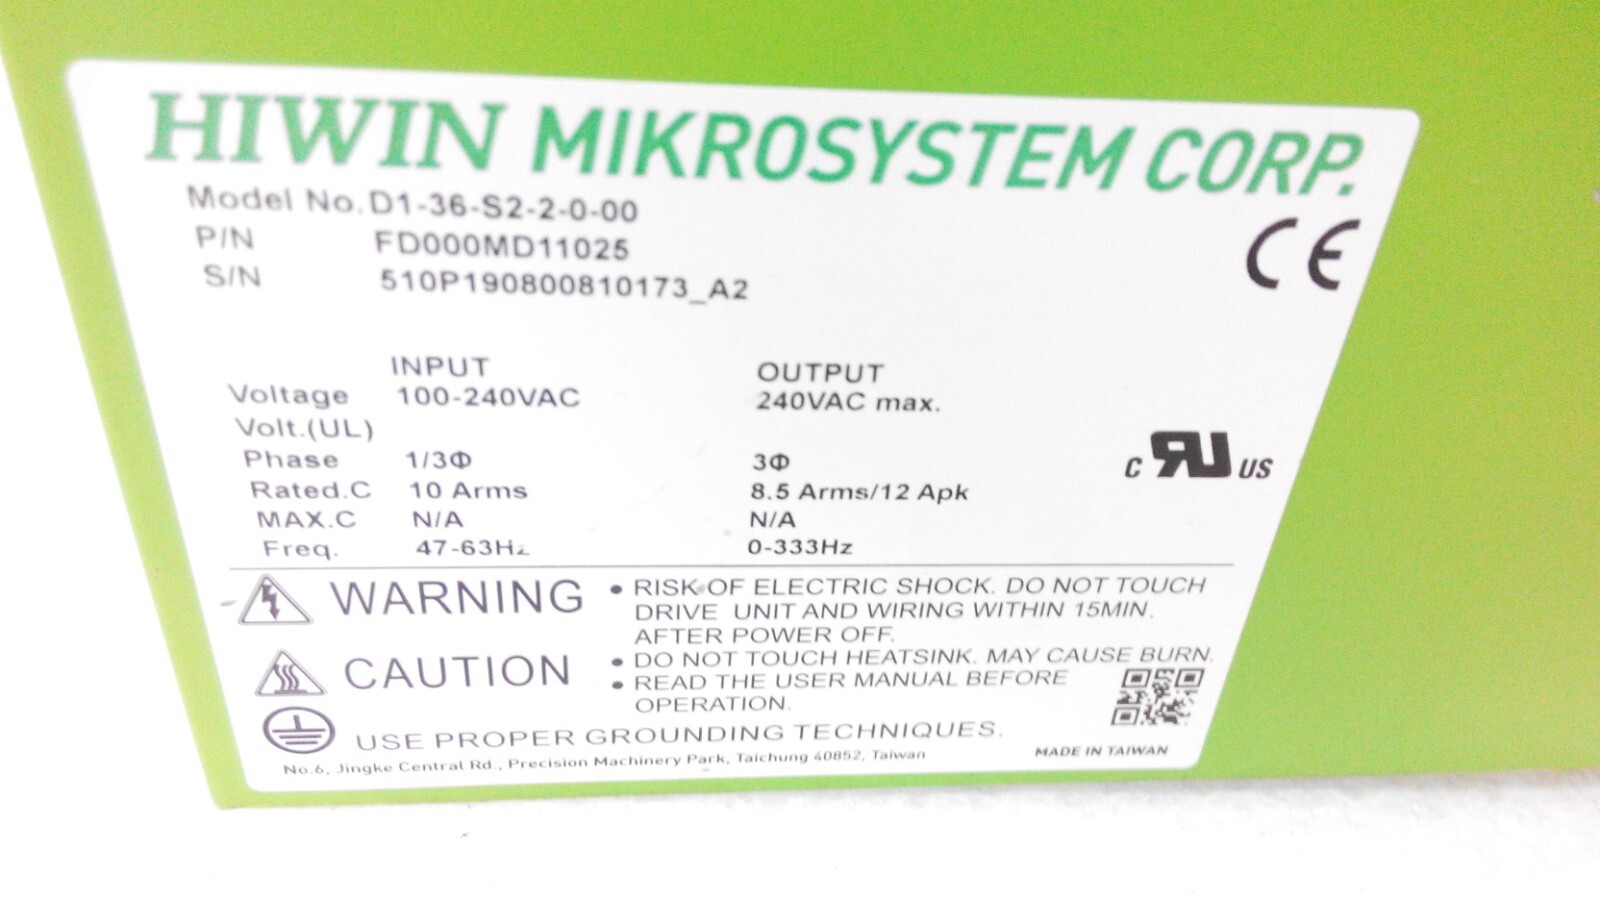 HIWIN MIKROSYSTEM CORP.
Model No. D1-36-S2-2-0-00
P/N FD000MD11025
S/N 510P190800810173_A2
CE
INPUT OUTPUT
Voltage 100-240VAC 240VAC max.
Volt.(UL)
Phase 1/3Φ 3Φ
Rated.C 10 Arms 8.5 Arms/12 Apk
MAX.C N/A N/A
Freq. 47-63Hz 0-333Hz
c RU US
WARNING • RISK OF ELECTRIC SHOCK. DO NOT TOUCH
DRIVE UNIT AND WIRING WITHIN 15MIN.
AFTER POWER OFF.
CAUTION • DO NOT TOUCH HEATSINK. MAY CAUSE BURN.
• READ THE USER MANUAL BEFORE
OPERATION.
USE PROPER GROUNDING TECHNIQUES.
No.6, Jingke Central Rd., Precision Machinery Park, Taichung 40852, Taiwan
MADE IN TAIWAN